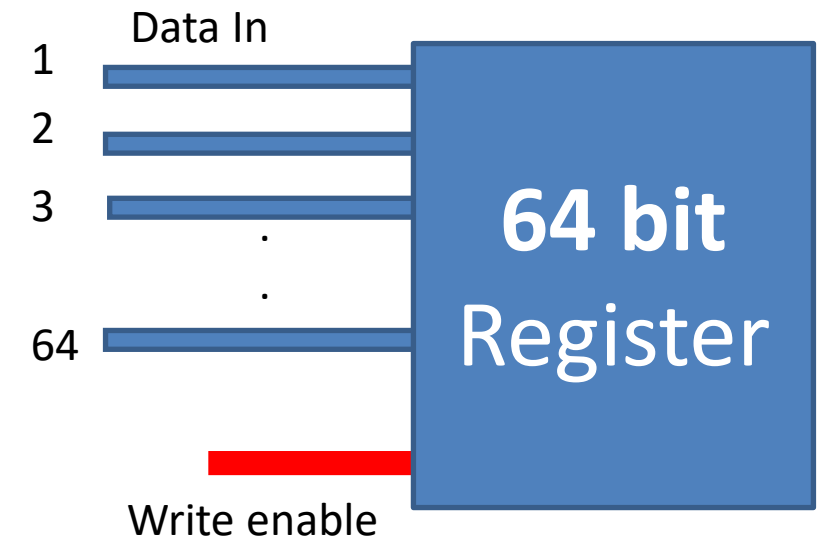 Data In
1
2
3
.
.
64
Write enable
64 bit
Register